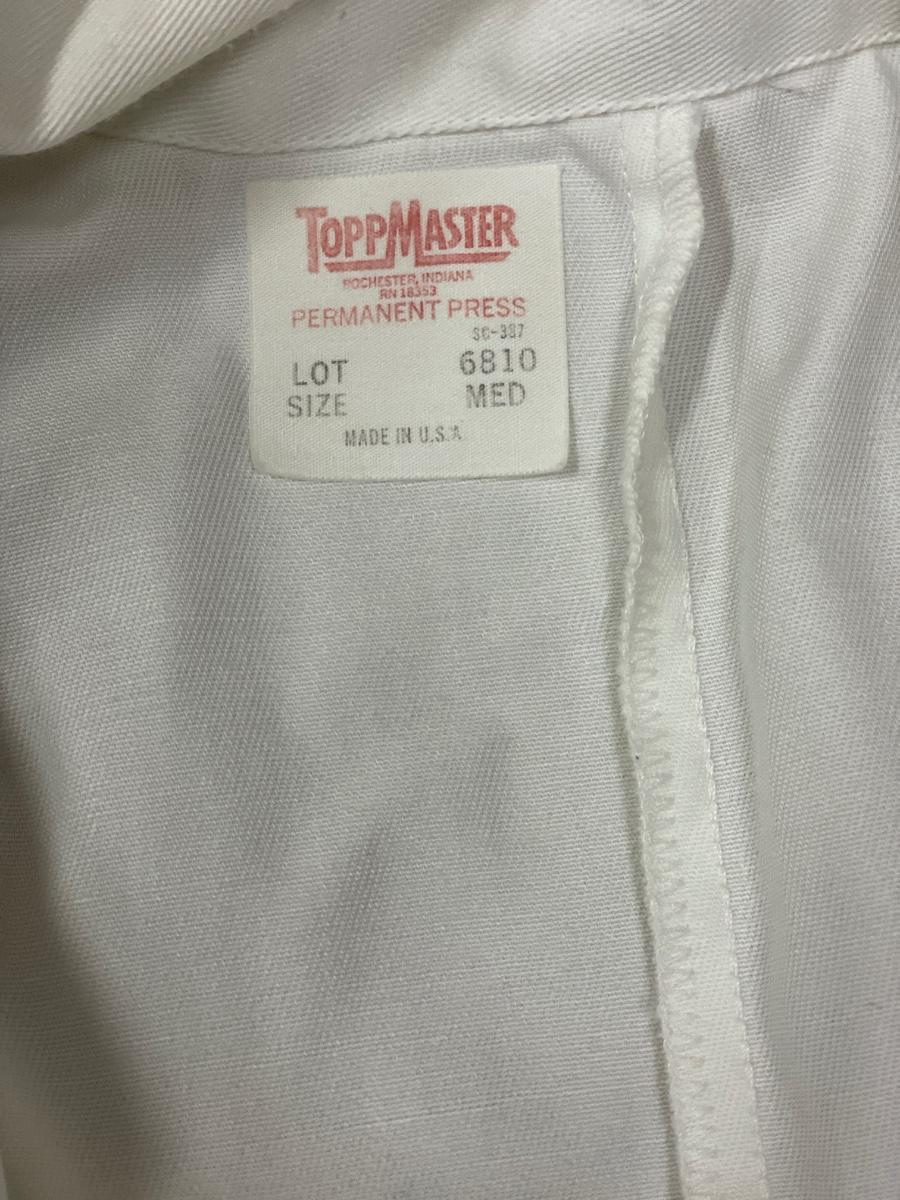 TOPPMASTER
ROCHESTER, INDIANA
RN 18353
PERMANENT PRESS
SC-387
LOT 6810
SIZE MED
MADE IN U.S.A.